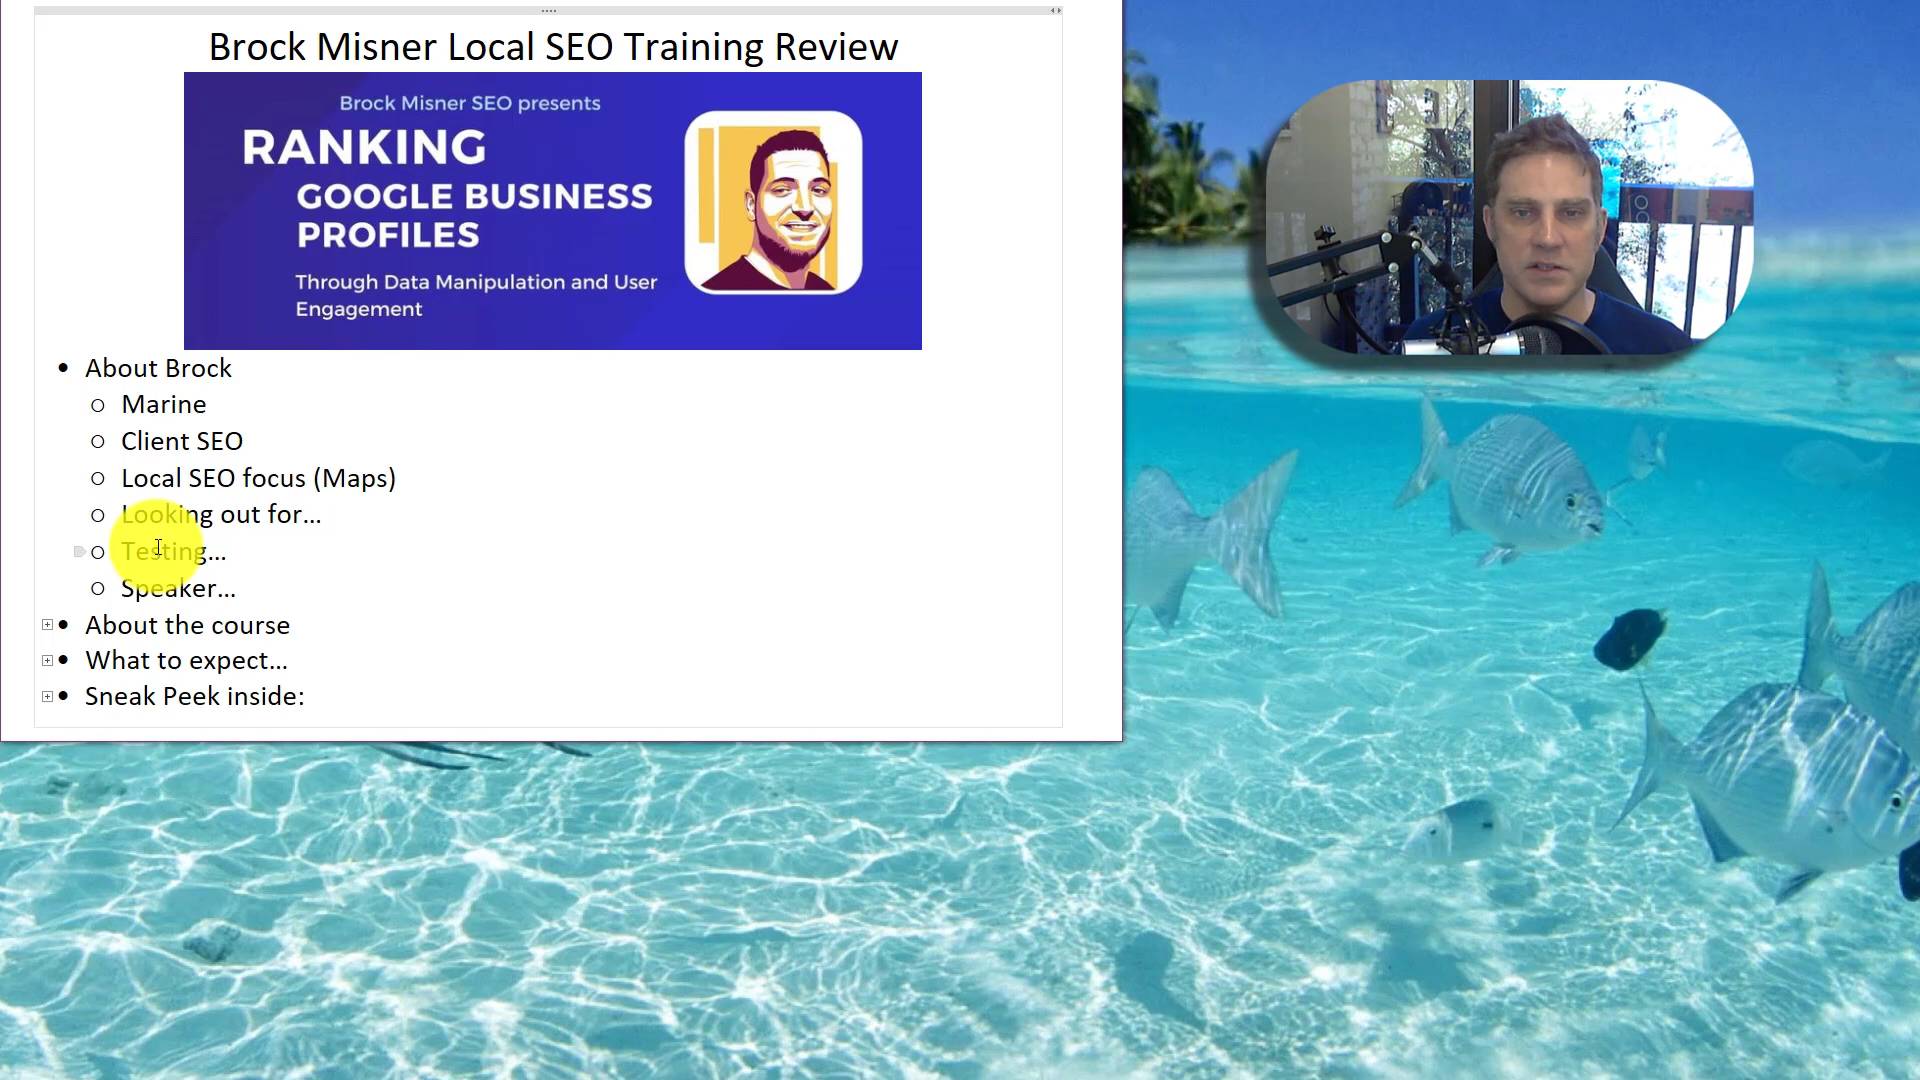 Brock Misner Local SEO Training Review
Brock Misner SEO presents
RANKING
GOOGLE BUSINESS
PROFILES
Through Data Manipulation and User
Engagement
• About Brock
○ Marine
○ Client SEO
○ Local SEO focus (Maps)
○ Looking out for...
○ Testing...
○ Speaker...
• About the course
• What to expect...
• Sneak Peek inside: